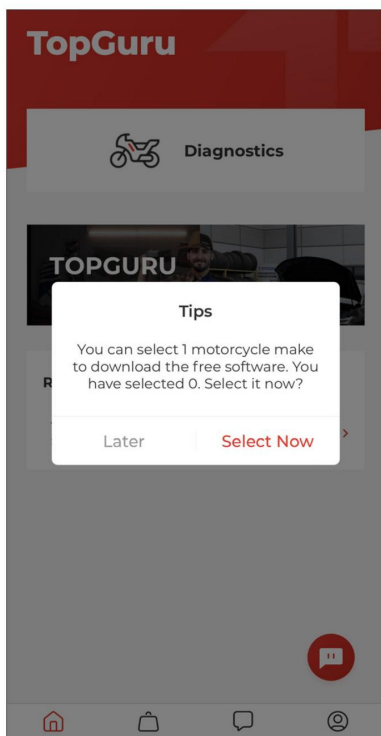 TopGuru
Diagnostics
TOPGURU
Tips
You can select 1 motorcycle make
to download the free software. You
have selected 0. Select it now?
R
Later
Select Now